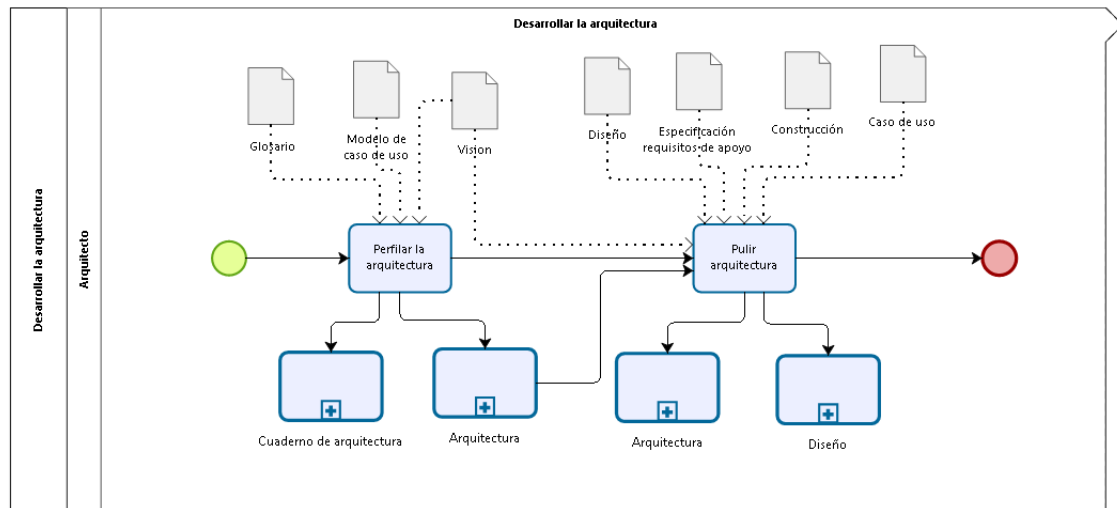 Desarrollar la arquitectura
Desarrollar la arquitectura
Arquitecto
Glosario
Modelo de
caso de uso
Vision
Diseño
Especificación
requisitos de apoyo
Construcción
Caso de uso
Perfilar la
arquitectura
Pulir
arquitectura
Cuaderno de arquitectura
Arquitectura
Arquitectura
Diseño